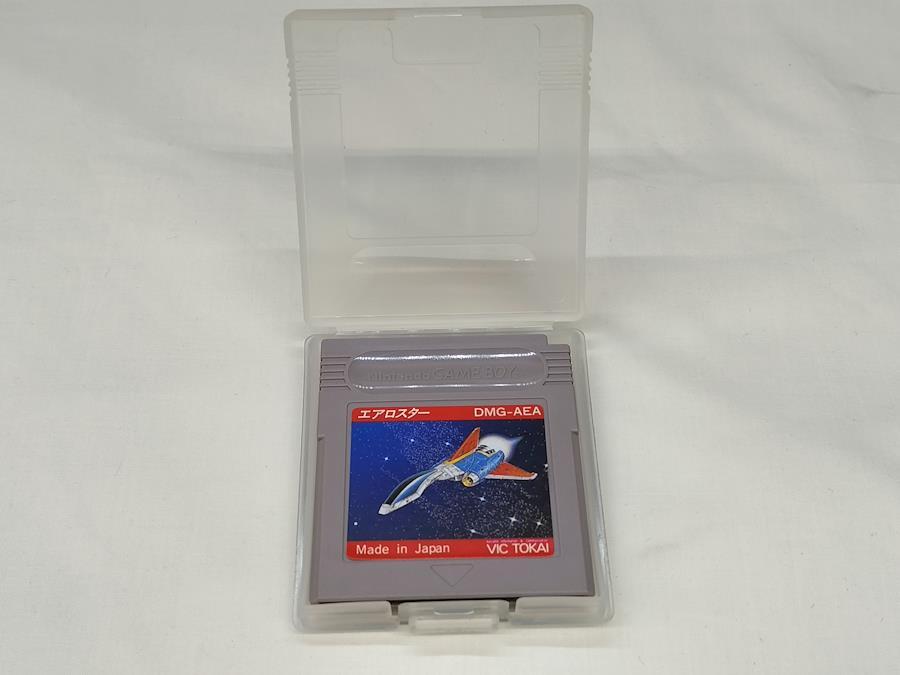 Nintendo GAME BOY
エアロスター DMG-AEA
Made in Japan VIC TOKAI